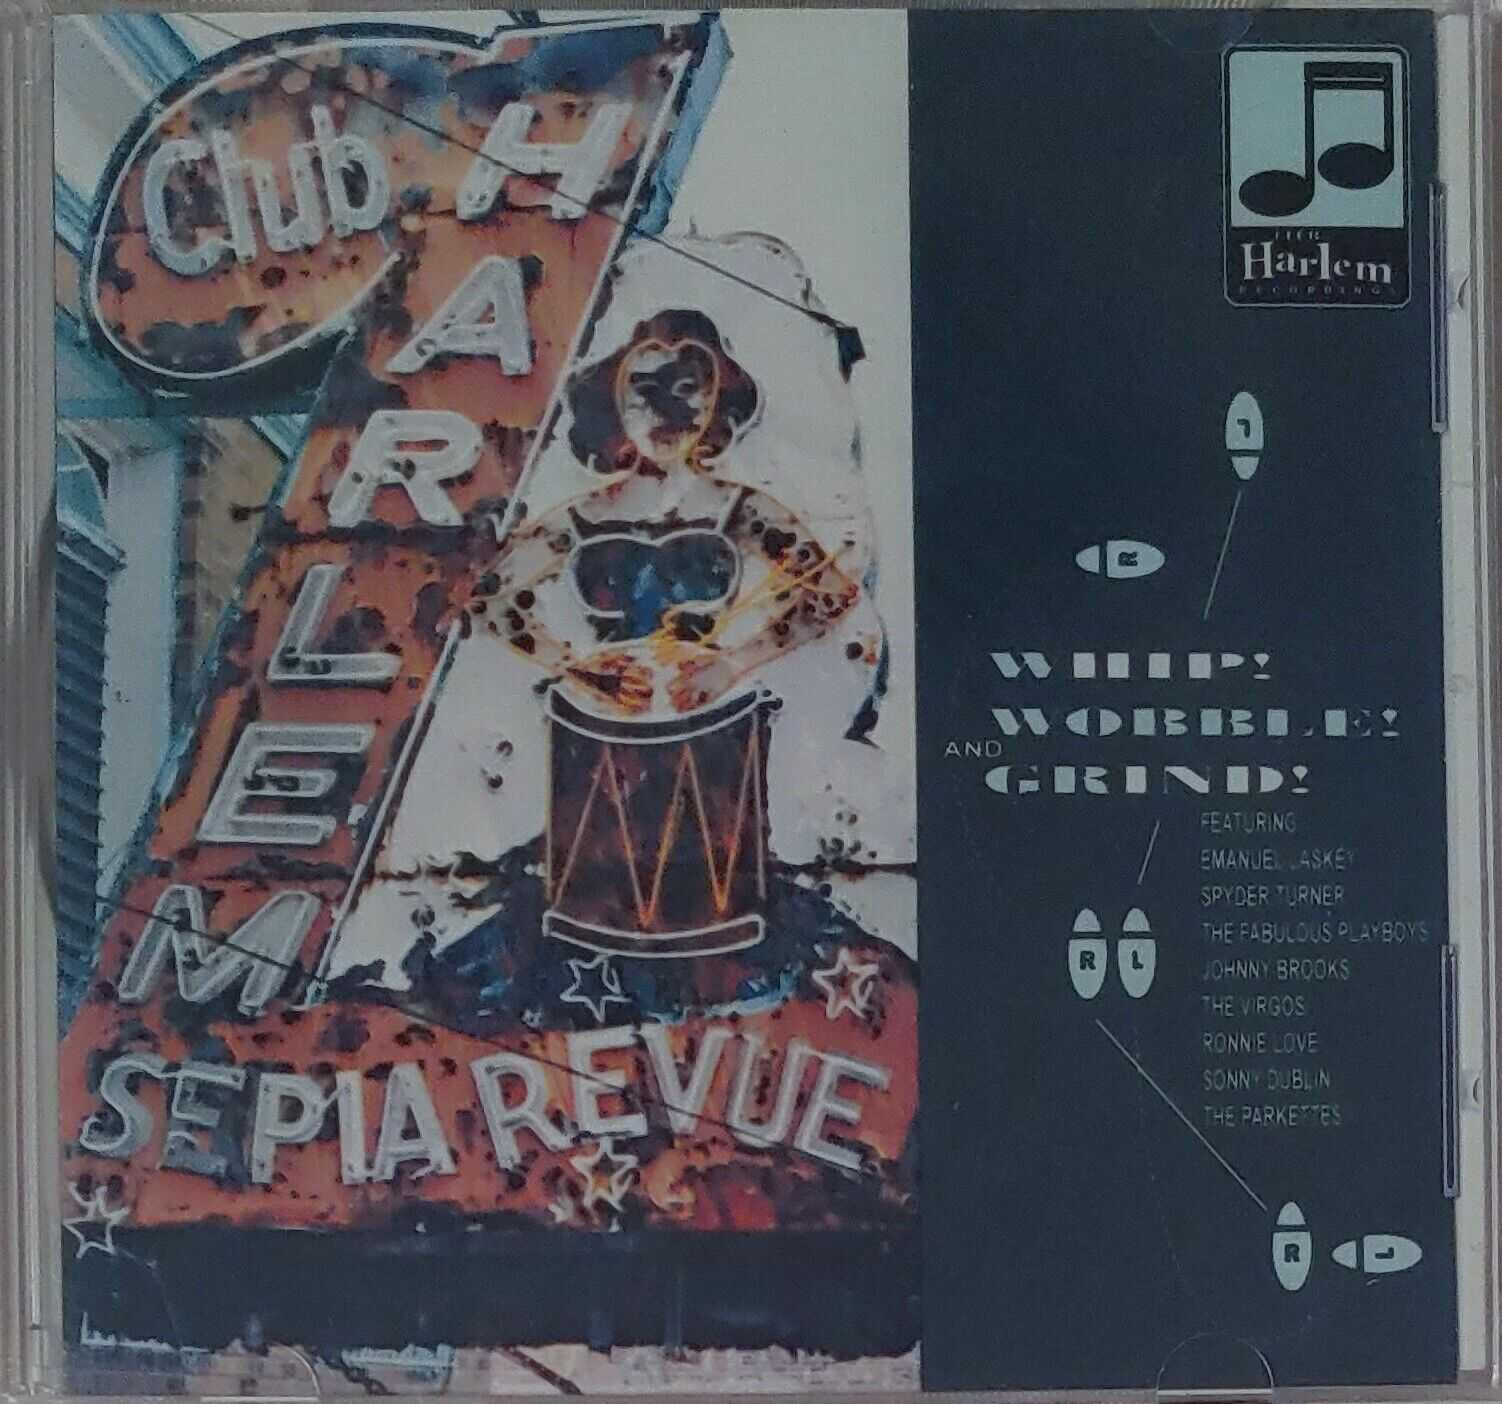 Club
HARLEM
SEPIA REVUE
Harlem
RECORDINGS
L
R
WHIP!
WOBBLE!
AND
GRIND!
FEATURING
EMANUEL LASKEY
SPYDER TURNER
THE FABULOUS PLAYBOYS
JOHNNY BROOKS
THE VIRGOS
RONNIE LOVE
SONNY DUBLIN
THE PARKETTES
R L
R L